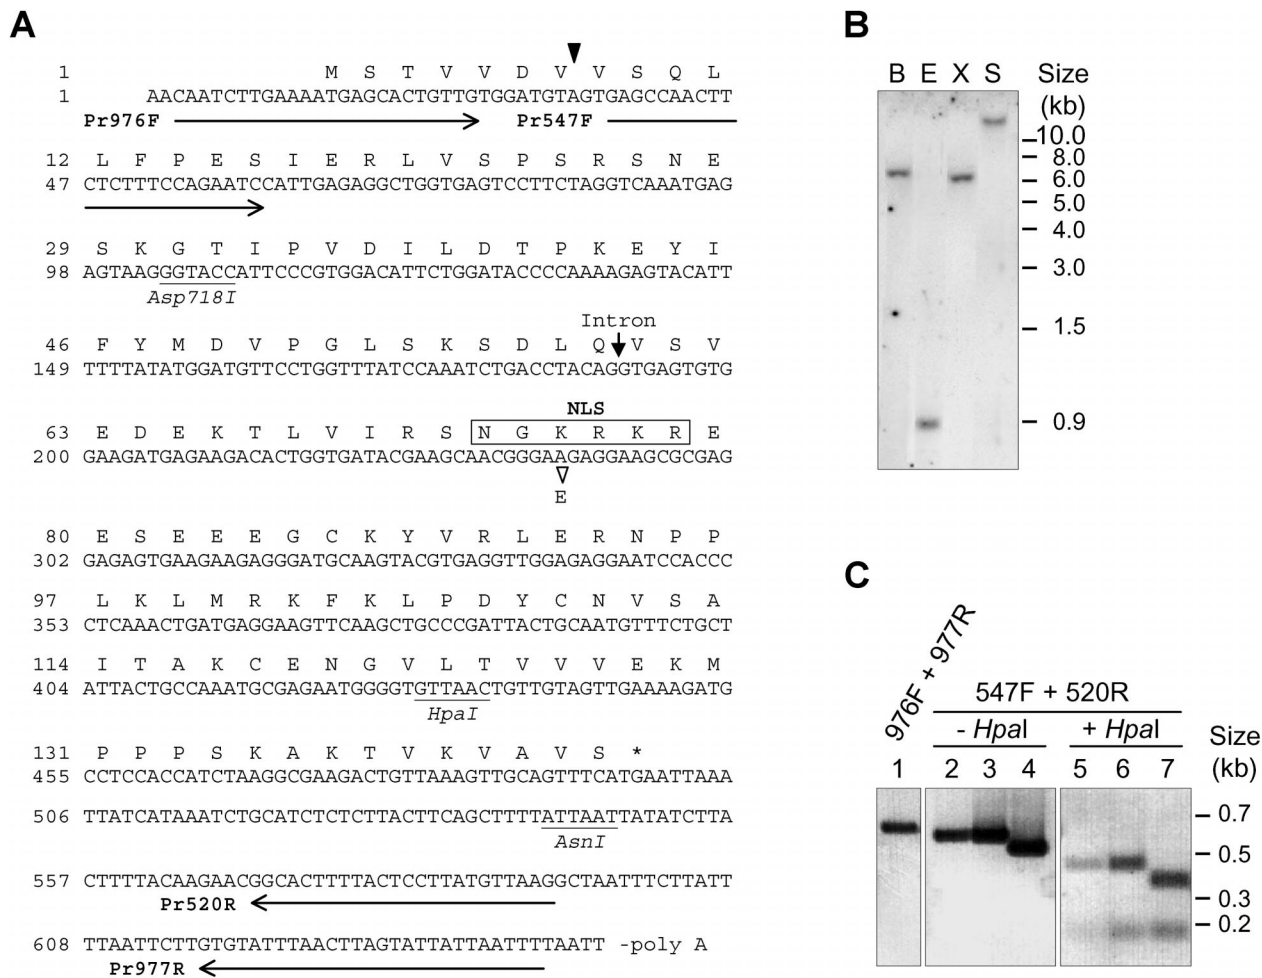 A
1 M S T V V D V V S Q L
1 AACAATCTTGAAAATGAGCACTGTTGTGGATGTAGTGAGCCAACTT
Pr976F Pr547F
12 L F P E S I E R L V S P S R S N E
47 CTCTTTCCAGAATCCATTGAGAGGCTGGTGAGTCCTTCTAGGTCAAATGAG
29 S K G T I P V D I L D T P K E Y I
98 AGTAAGGGTACCATTCCCGTGGACATTCTGGATACCCCAAAAGAGTACATT
Asp718I
Intron
46 F Y M D V P G L S K S D L Q V S V
149 TTTTATATGGATGTTCCTGGTTTATCCAAATCTGACCTACAGGTGAGTGTG
NLS
63 E D E K T L V I R S N G K R K R E
200 GAAGATGAGAAGACACTGGTGATACGAAGCAACGGGAAGAGGAAGCGCGAG
E
80 E S E E E G C K Y V R L E R N P P
302 GAGAGTGAAGAAGAGGGATGCAAGTACGTGAGGTTGGAGAGGAATCCACCC
97 L K L M R K F K L P D Y C N V S A
353 CTCAAACTGATGAGGAAGTTCAAGCTGCCCGATTACTGCAATGTTTCTGCT
114 I T A K C E N G V L T V V V E K M
404 ATTACTGCCAAATGCGAGAATGGGGTGTTAACTGTTGTAGTTGAAAAGATG
HpaI
131 P P P S K A K T V K V A V S *
455 CCTCCACCATCTAAGGCGAAGACTGTTAAAGTTGCAGTTTCATGAATTAAA
506 TTATCATAAATCTGCATCTCTCTTACTTCAGCTTTTATTAATTATATCTTA
AsnI
557 CTTTTACAAGAACGGCACTTTTACTCCTTATGTTAAGGCTAATTTCTTATT
Pr520R
608 TTAATTCTTGTGTATTTAACTTAGTATTATTAATTTTAATT -poly A
Pr977R
B
B E X S Size
(kb)
10.0
8.0
6.0
5.0
4.0
3.0
1.5
0.9
C
976F + 977R
547F + 520R
- HpaI + HpaI Size
1 2 3 4 5 6 7 (kb)
0.7
0.5
0.3
0.2